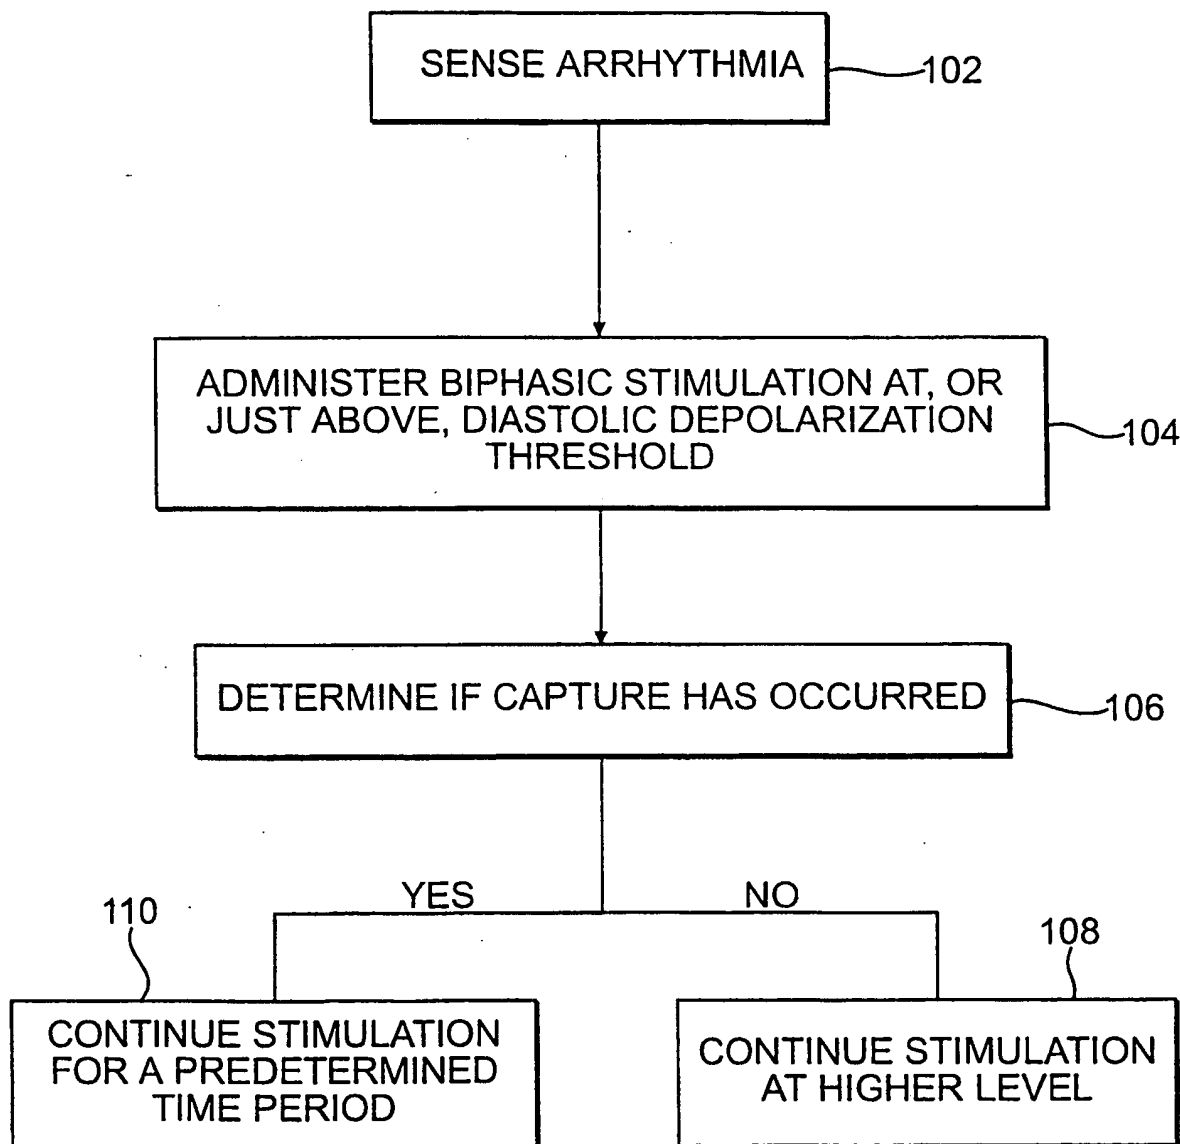 SENSE ARRHYTHMIA
102
ADMINISTER BIPHASIC STIMULATION AT, OR
JUST ABOVE, DIASTOLIC DEPOLARIZATION
THRESHOLD
104
DETERMINE IF CAPTURE HAS OCCURRED
106
YES
NO
110
108
CONTINUE STIMULATION
FOR A PREDETERMINED
TIME PERIOD
CONTINUE STIMULATION
AT HIGHER LEVEL